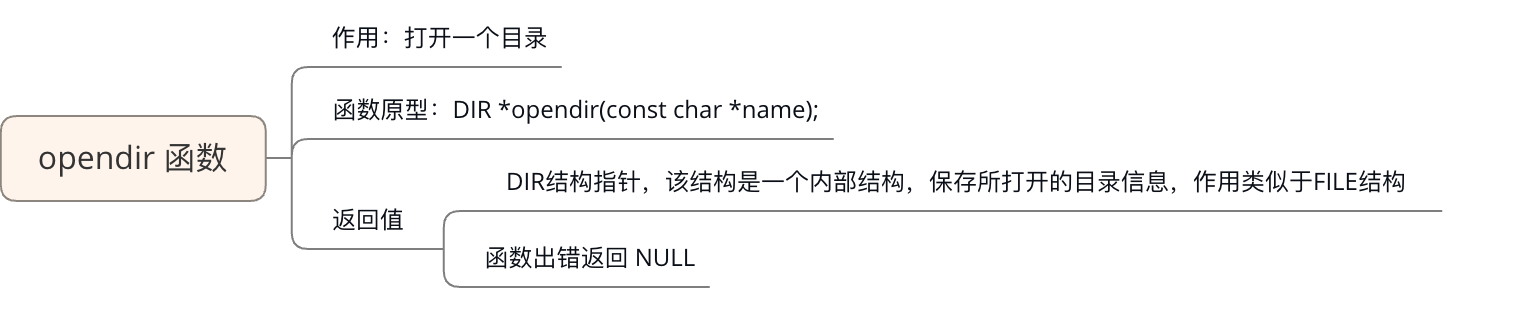 作用：打开一个目录
函数原型：DIR *opendir(const char *name);
opendir 函数
DIR结构指针，该结构是一个内部结构，保存所打开的目录信息，作用类似于FILE结构
返回值
函数出错返回 NULL